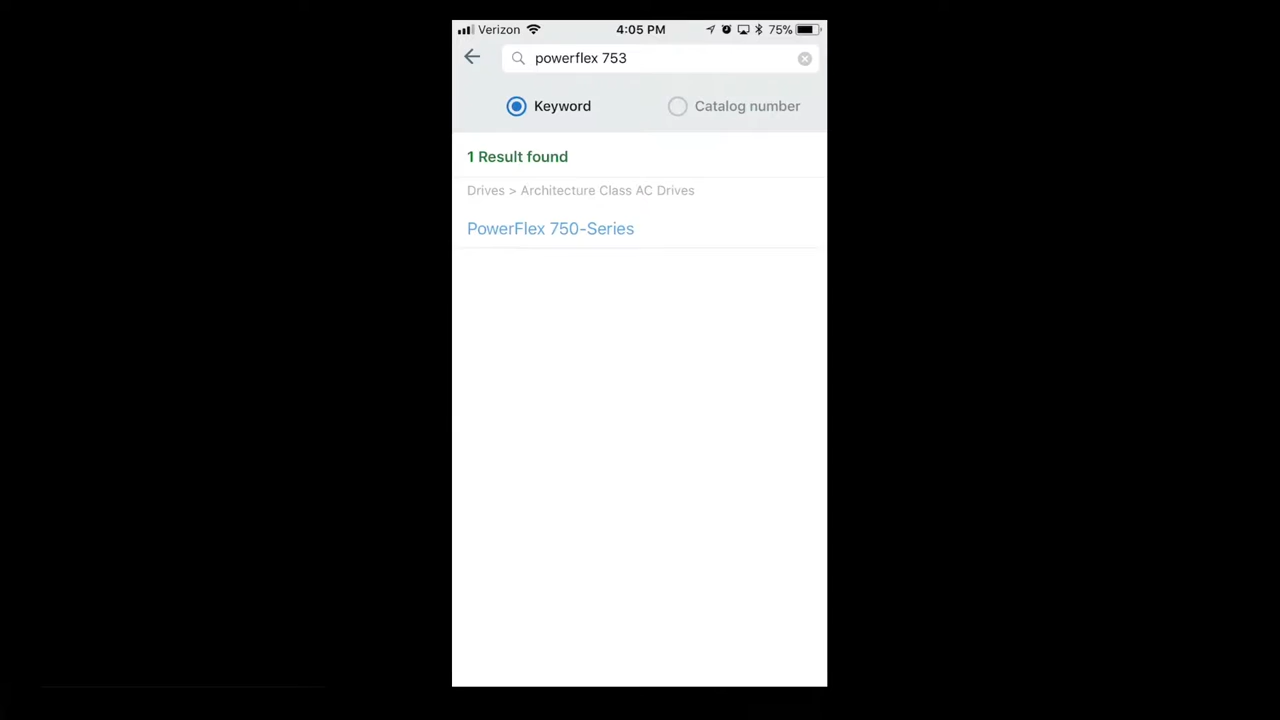 Verizon 4:05 PM 75%
powerflex 753
Keyword Catalog number
1 Result found
Drives > Architecture Class AC Drives
PowerFlex 750-Series